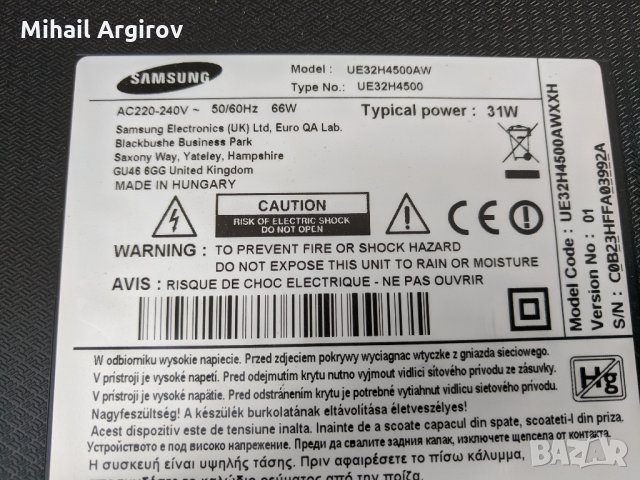 Mihail Argirov
SAMSUNG
Model : UE32H4500AW
Type No.: UE32H4500
AC220-240V ~ 50/60Hz 66W
Typical power : 31W
Samsung Electronics (UK) Ltd, Euro QA Lab.
Blackbushe Business Park
Saxony Way, Yateley, Hampshire
GU46 6GG United Kingdom
MADE IN HUNGARY
CAUTION
RISK OF ELECTRIC SHOCK
DO NOT OPEN
WARNING : TO PREVENT FIRE OR SHOCK HAZARD
DO NOT EXPOSE THIS UNIT TO RAIN OR MOISTURE
AVIS : RISQUE DE CHOC ELECTRIQUE - NE PAS OUVRIR
Model Code : UE32H4500AWXXH
Version No : 01
S/N : C0B23HFFA03992A
W odborniku wysokie napiecie. Przed zdjeciem pokrywy wyciagnac wtyczke z gniazda sieciowego.
V prístroji je vysoké napetí. Pred odejmutím krytu nutno vyjmout vidlici sítového prívodu ze zásuvky.
V prístroji je vysoké napätie. Pred odstránením krytu je potrebné vytiahnut vidlicu sietového prívodu.
Nagyfeszültség! A készülék burkolatának eltávolítása életveszélyes!
Acest dispozitiv este de tensiune inalta. Inainte de a scoate capacul din spate, scoateti-l din priza.
Устройството е под високо напрежение. Преди да свалите задния капак, изключете щепсела от контакта.
Η συσκευή είναι υψηλής τάσης. Πριν αφαιρέσετε το πίσω κάλυμμα,
Hg
BAZAR